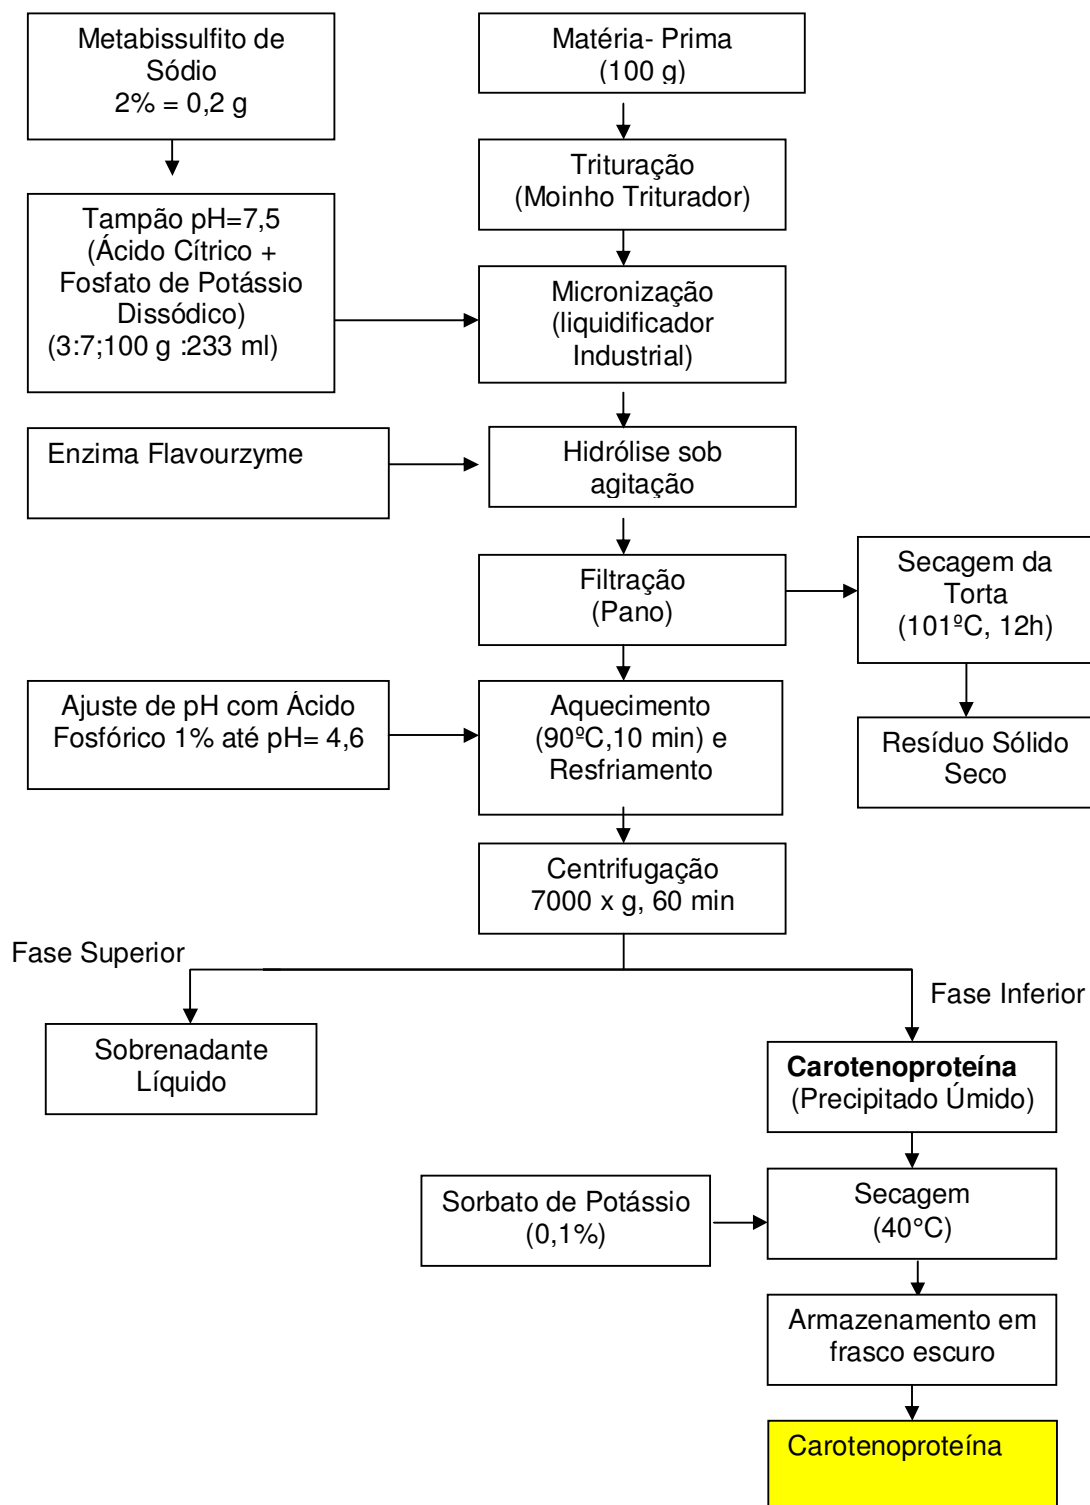 Metabissulfito de
Sódio
2% = 0,2 g
Matéria- Prima
(100 g)
Trituração
(Moinho Triturador)
Tampão pH=7,5
(Ácido Cítrico +
Fosfato de Potássio
Dissódico)
(3:7;100 g :233 ml)
Micronização
(liquidificador
Industrial)
Enzima Flavourzyme
Hidrólise sob
agitação
Filtração
(Pano)
Secagem da
Torta
(101ºC, 12h)
Ajuste de pH com Ácido
Fosfórico 1% até pH= 4,6
Aquecimento
(90ºC,10 min) e
Resfriamento
Resíduo Sólido
Seco
Centrifugação
7000 x g, 60 min
Fase Superior
Fase Inferior
Sobrenadante
Líquido
Carotenoproteína
(Precipitado Úmido)
Sorbato de Potássio
(0,1%)
Secagem
(40°C)
Armazenamento em
frasco escuro
Carotenoproteína